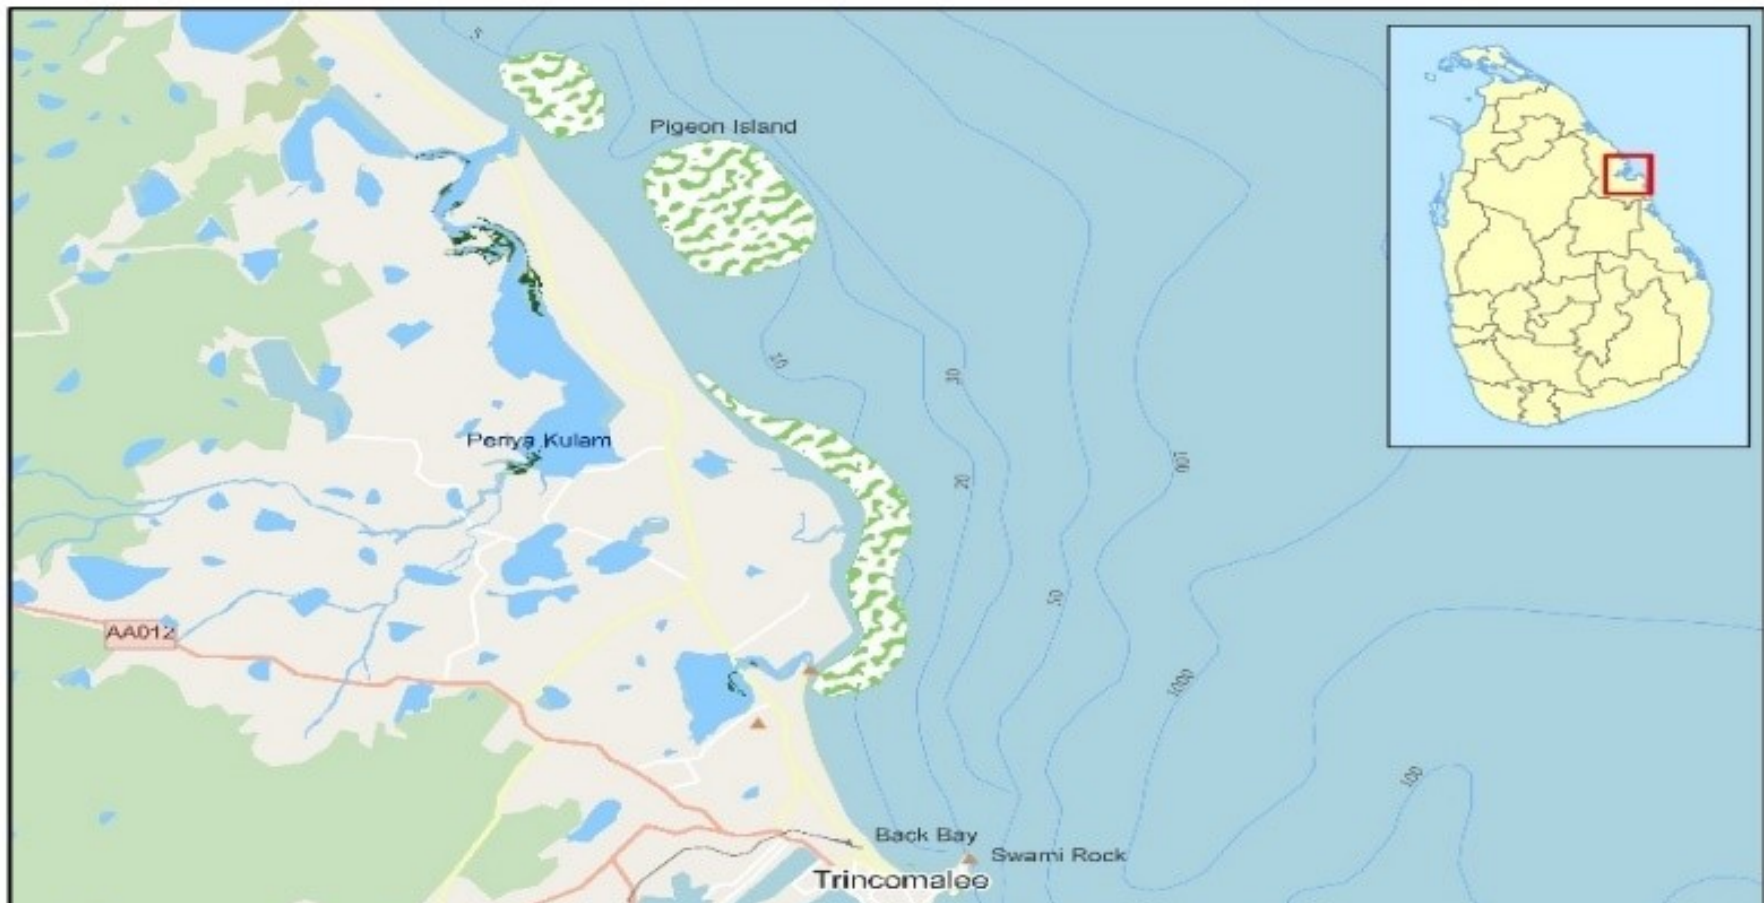 5
Pigeon Island
10
30
Periya Kulam
100
20
50
AA012
1000
100
Back Bay
Swami Rock
Trincomalee